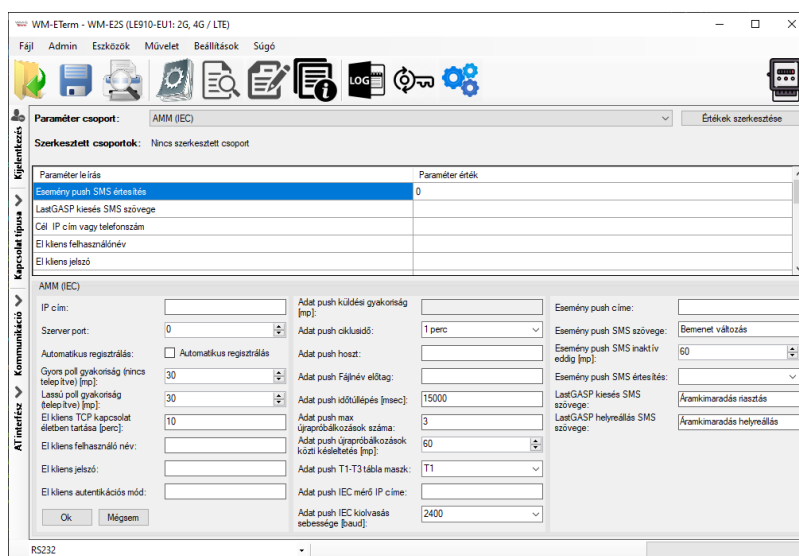 WM-ETerm - WM-E2S (LE910-EU1: 2G, 4G / LTE)
Fájl Admin Eszközök Művelet Beállítások Súgó
LOG
Kijelentkezés
Kapcsolat típusa
Kommunikáció
AT interfész
Paraméter csoport: AMM (IEC) Értékek szerkesztése
Szerkesztett csoportok: Nincs szerkesztett csoport
Paraméter leírás Paraméter érték
Esemény push SMS értesítés 0
LastGASP kiesés SMS szövege
Cél IP cím vagy telefonszám
EI kliens felhasználónév
EI kliens jelszó
AMM (IEC)
IP cím:
Szerver port: 0
Automatikus regisztrálás: Automatikus regisztrálás
Gyors poll gyakoriság (nincs
telepítve) [mp]: 30
Lassú poll gyakoriság
(telepítve) [mp]: 30
EI kliens TCP kapcsolat
életben tartása [perc]: 10
EI kliens felhasználó név:
EI kliens jelszó:
EI kliens autentikációs mód:
Ok Mégsem
Adat push küldési gyakoriság
[mp]:
Adat push ciklusidő: 1 perc
Adat push hoszt:
Adat push Fájlnév előtag:
Adat push időtúllépés [msec]: 15000
Adat push max
újrapróbálkozások száma: 3
Adat push újrapróbálkozások
közti késleltetés [mp]: 60
Adat push T1-T3 tábla maszk: T1
Adat push IEC mérő IP címe:
Adat push IEC kiolvasás
sebessége [baud]: 2400
Esemény push címe:
Esemény push SMS szövege: Bemenet változás
Esemény push SMS inaktív
eddig [mp]: 60
Esemény push SMS értesítés:
LastGASP kiesés SMS
szövege: Áramkimaradás riasztás
LastGASP helyreállás SMS
szövege: Áramkimaradás helyreállás
RS232